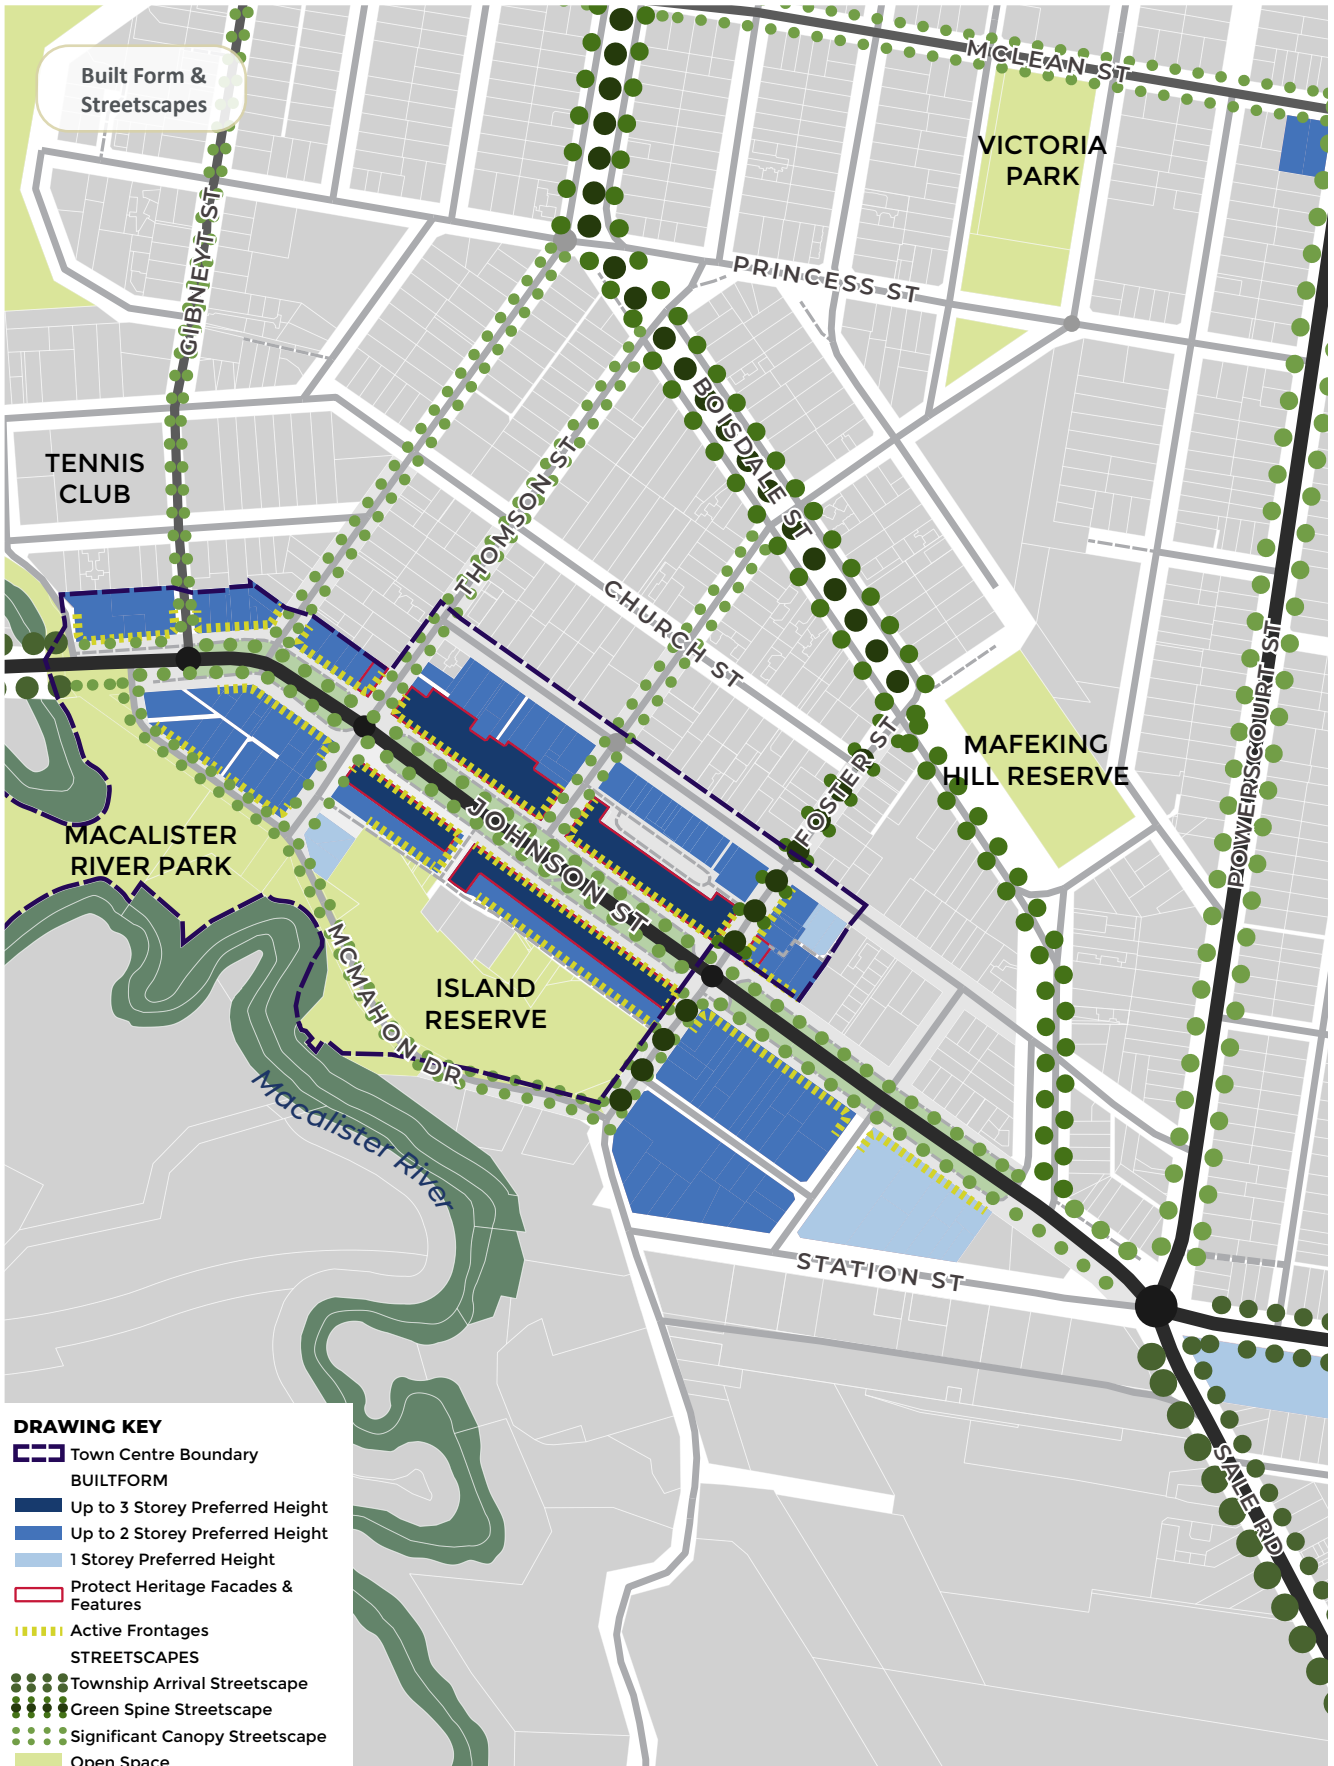 Built Form &
Streetscapes
MCLEAN ST
VICTORIA
PARK
GIBNEYT ST
PRINCESS ST
BOISDALE ST
TENNIS
CLUB
THOMSON ST
CHURCH ST
FOSTER ST
POWERSCOURT ST
MAFEKING
HILL RESERVE
JOHNSON ST
MACALISTER
RIVER PARK
MCMAHON DR
ISLAND
RESERVE
Macalister River
STATION ST
SALE RD
DRAWING KEY
Town Centre Boundary
BUILTFORM
Up to 3 Storey Preferred Height
Up to 2 Storey Preferred Height
1 Storey Preferred Height
Protect Heritage Facades &
Features
Active Frontages
STREETSCAPES
Township Arrival Streetscape
Green Spine Streetscape
Significant Canopy Streetscape
Open Space